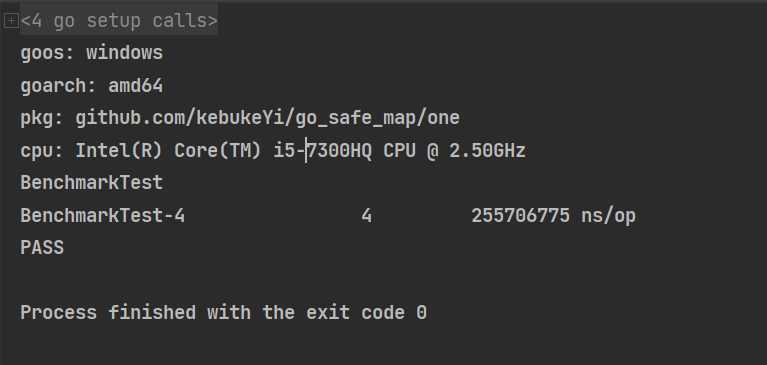 <4 go setup calls>
goos: windows
goarch: amd64
pkg: github.com/kebukeYi/go_safe_map/one
cpu: Intel(R) Core(TM) i5-7300HQ CPU @ 2.50GHz
BenchmarkTest
BenchmarkTest-4                4         255706775 ns/op
PASS
Process finished with the exit code 0